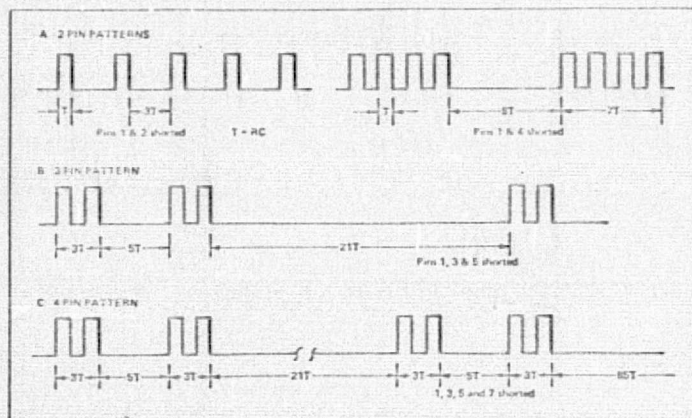 A 2 PIN PATTERNS
T 3T T 8T 7T
Pins 1 & 2 shorted T = RC Pins 1 & 4 shorted
B 3 PIN PATTERN
3T 5T 21T
Pins 1, 3 & 5 shorted
C 4 PIN PATTERN
3T 5T 3T 21T 3T 5T 3T 85T
1, 3, 5 and 7 shorted